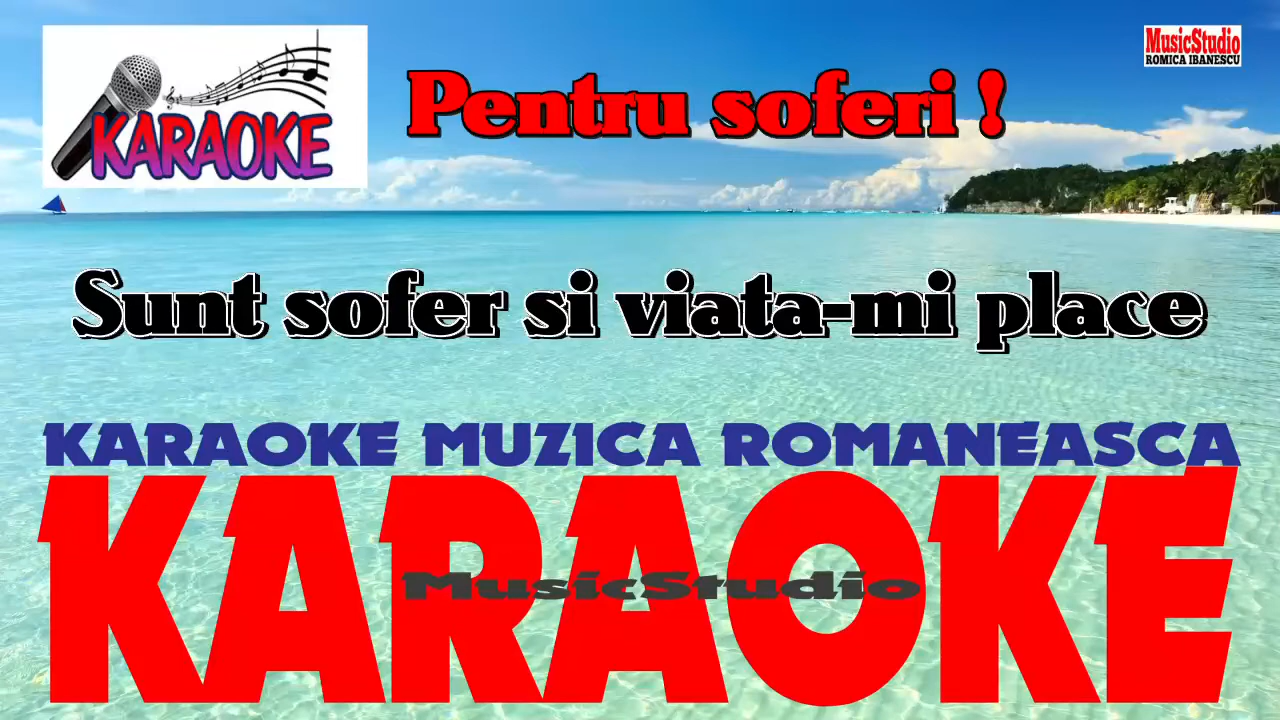 KARAOKE
Pentru soferi !
MusicStudio
ROMICA IBANESCU
Sunt sofer si viata-mi place
KARAOKE MUZICA ROMANEASCA
KARAOKE
MusicStudio